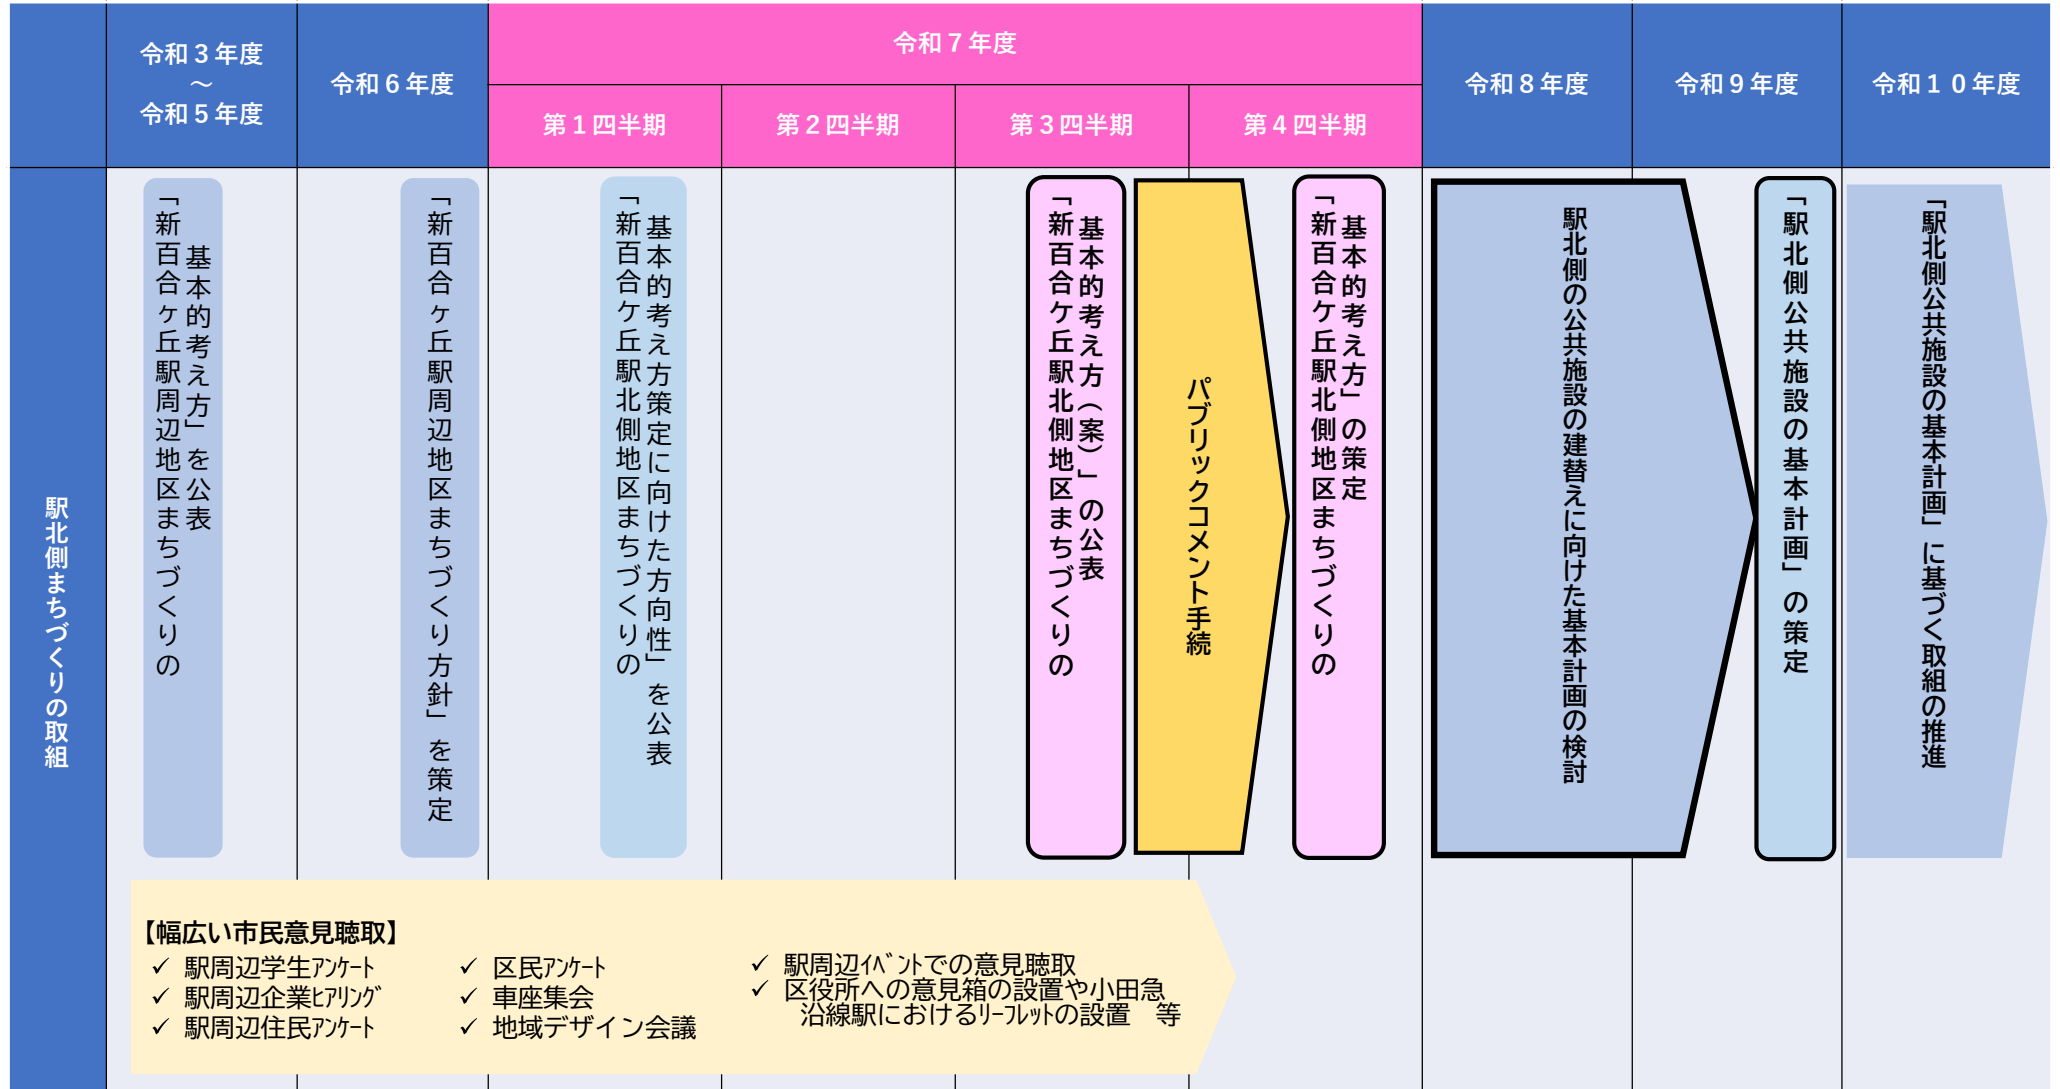 令和３年度
～
令和５年度
令和６年度
令和７年度
第１四半期
第２四半期
第３四半期
第４四半期
令和８年度
令和９年度
令和１０年度
駅北側まちづくりの取組
「新百合ケ丘駅周辺地区まちづくりの
基本的考え方」を公表
「新百合ヶ丘駅周辺地区まちづくり方針」を策定
「新百合ケ丘駅北側地区まちづくりの
基本的考え方策定に向けた方向性」を公表
「新百合ケ丘駅北側地区まちづくりの
基本的考え方（案）」の公表
パブリックコメント手続
「新百合ケ丘駅北側地区まちづくりの
基本的考え方」の策定
駅北側の公共施設の建替えに向けた基本計画の検討
「駅北側公共施設の基本計画」の策定
「駅北側公共施設の基本計画」に基づく取組の推進
【幅広い市民意見聴取】
✓ 駅周辺学生ｱﾝｹｰﾄ
✓ 駅周辺企業ﾋｱﾘﾝｸﾞ
✓ 駅周辺住民ｱﾝｹｰﾄ
✓ 区民ｱﾝｹｰﾄ
✓ 車座集会
✓ 地域デザイン会議
✓ 駅周辺ｲﾍﾞﾝﾄでの意見聴取
✓ 区役所への意見箱の設置や小田急
沿線駅におけるﾘｰﾌﾚｯﾄの設置　等